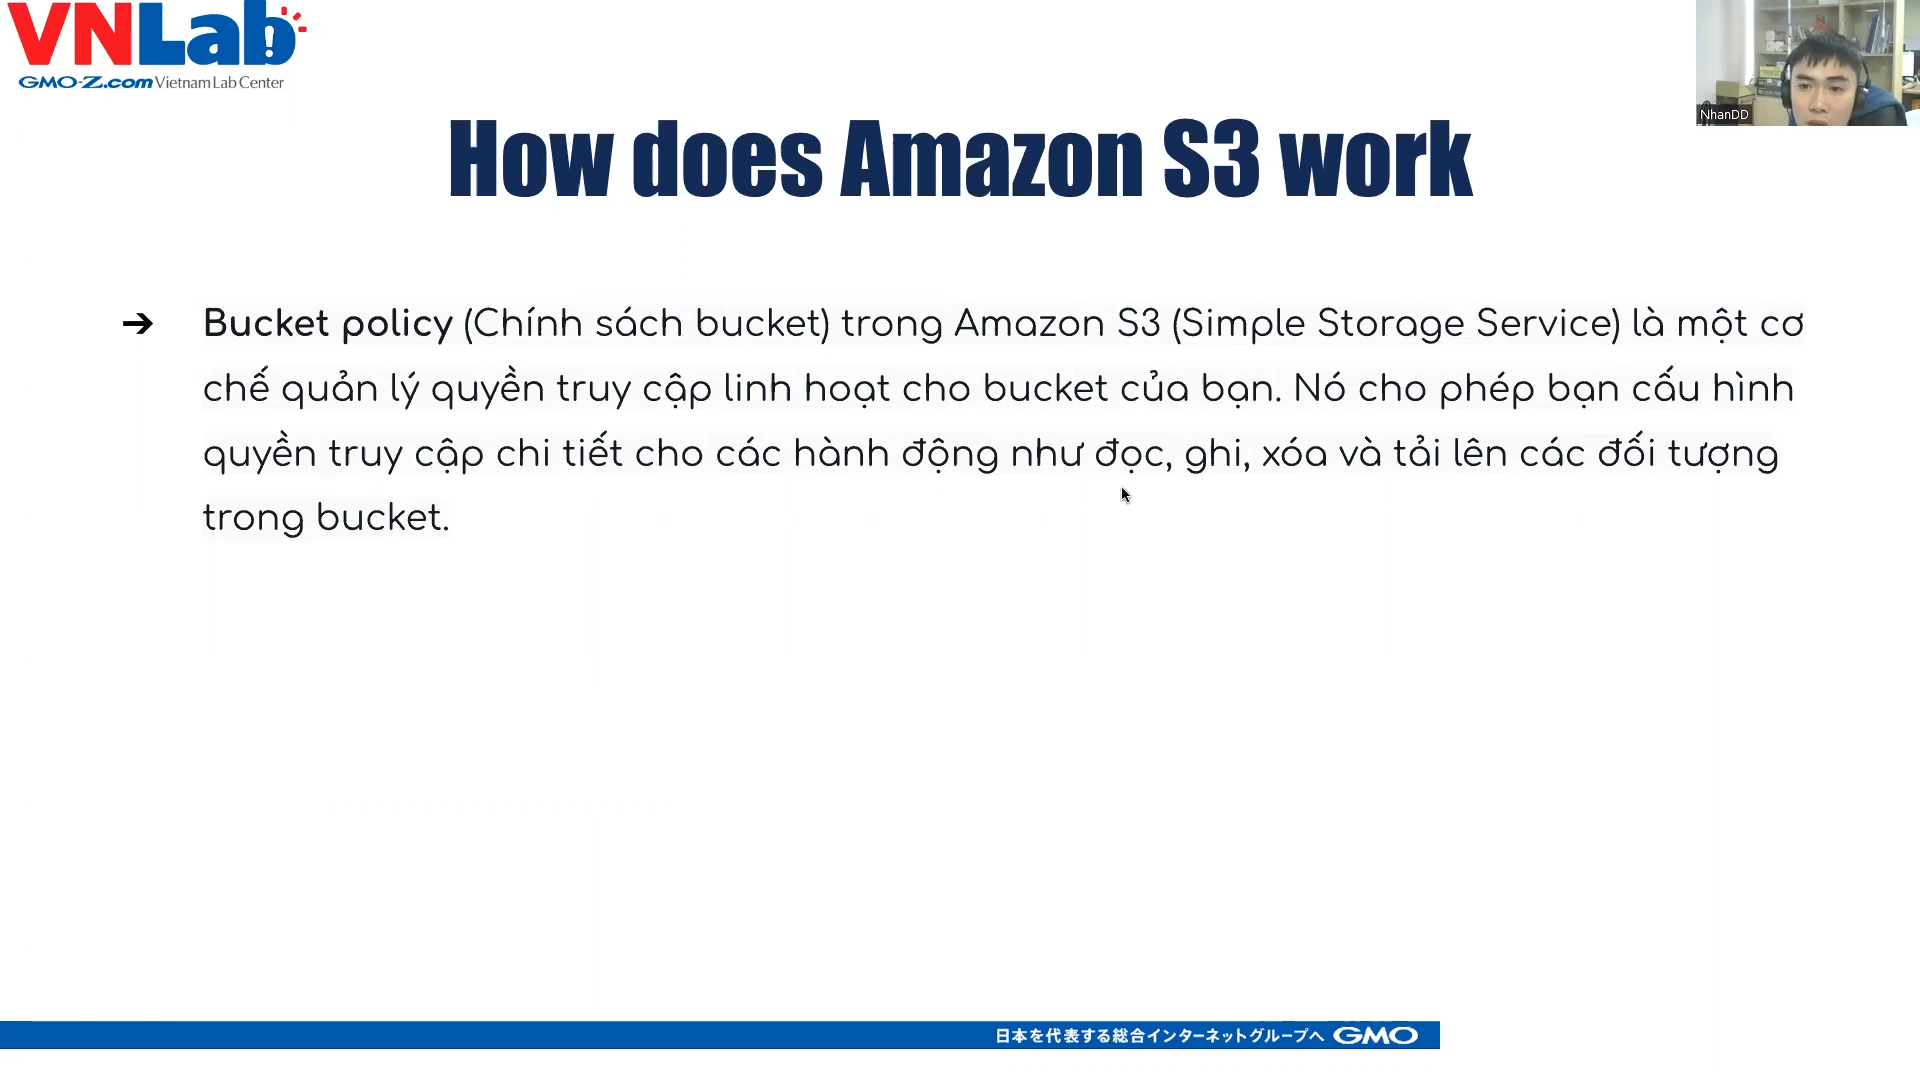 VNLab!
GMO-Z.com Vietnam Lab Center
NhanDD
How does Amazon S3 work
➔ Bucket policy (Chính sách bucket) trong Amazon S3 (Simple Storage Service) là một cơ
chế quản lý quyền truy cập linh hoạt cho bucket của bạn. Nó cho phép bạn cấu hình
quyền truy cập chi tiết cho các hành động như đọc, ghi, xóa và tải lên các đối tượng
trong bucket.
日本を代表する総合インターネットグループへ GMO